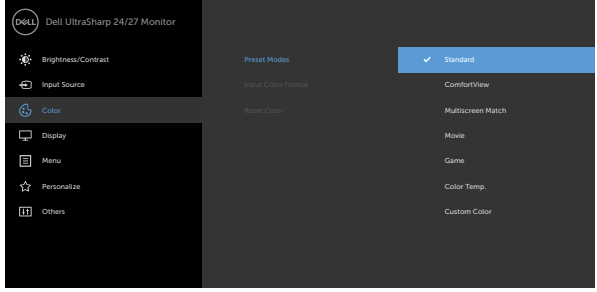 DELL
Dell UltraSharp 24/27 Monitor
Brightness/Contrast
Input Source
Color
Display
Menu
Personalize
Others
Preset Modes
Input Color Format
Reset Color
Standard
ComfortView
Multiscreen Match
Movie
Game
Color Temp.
Custom Color